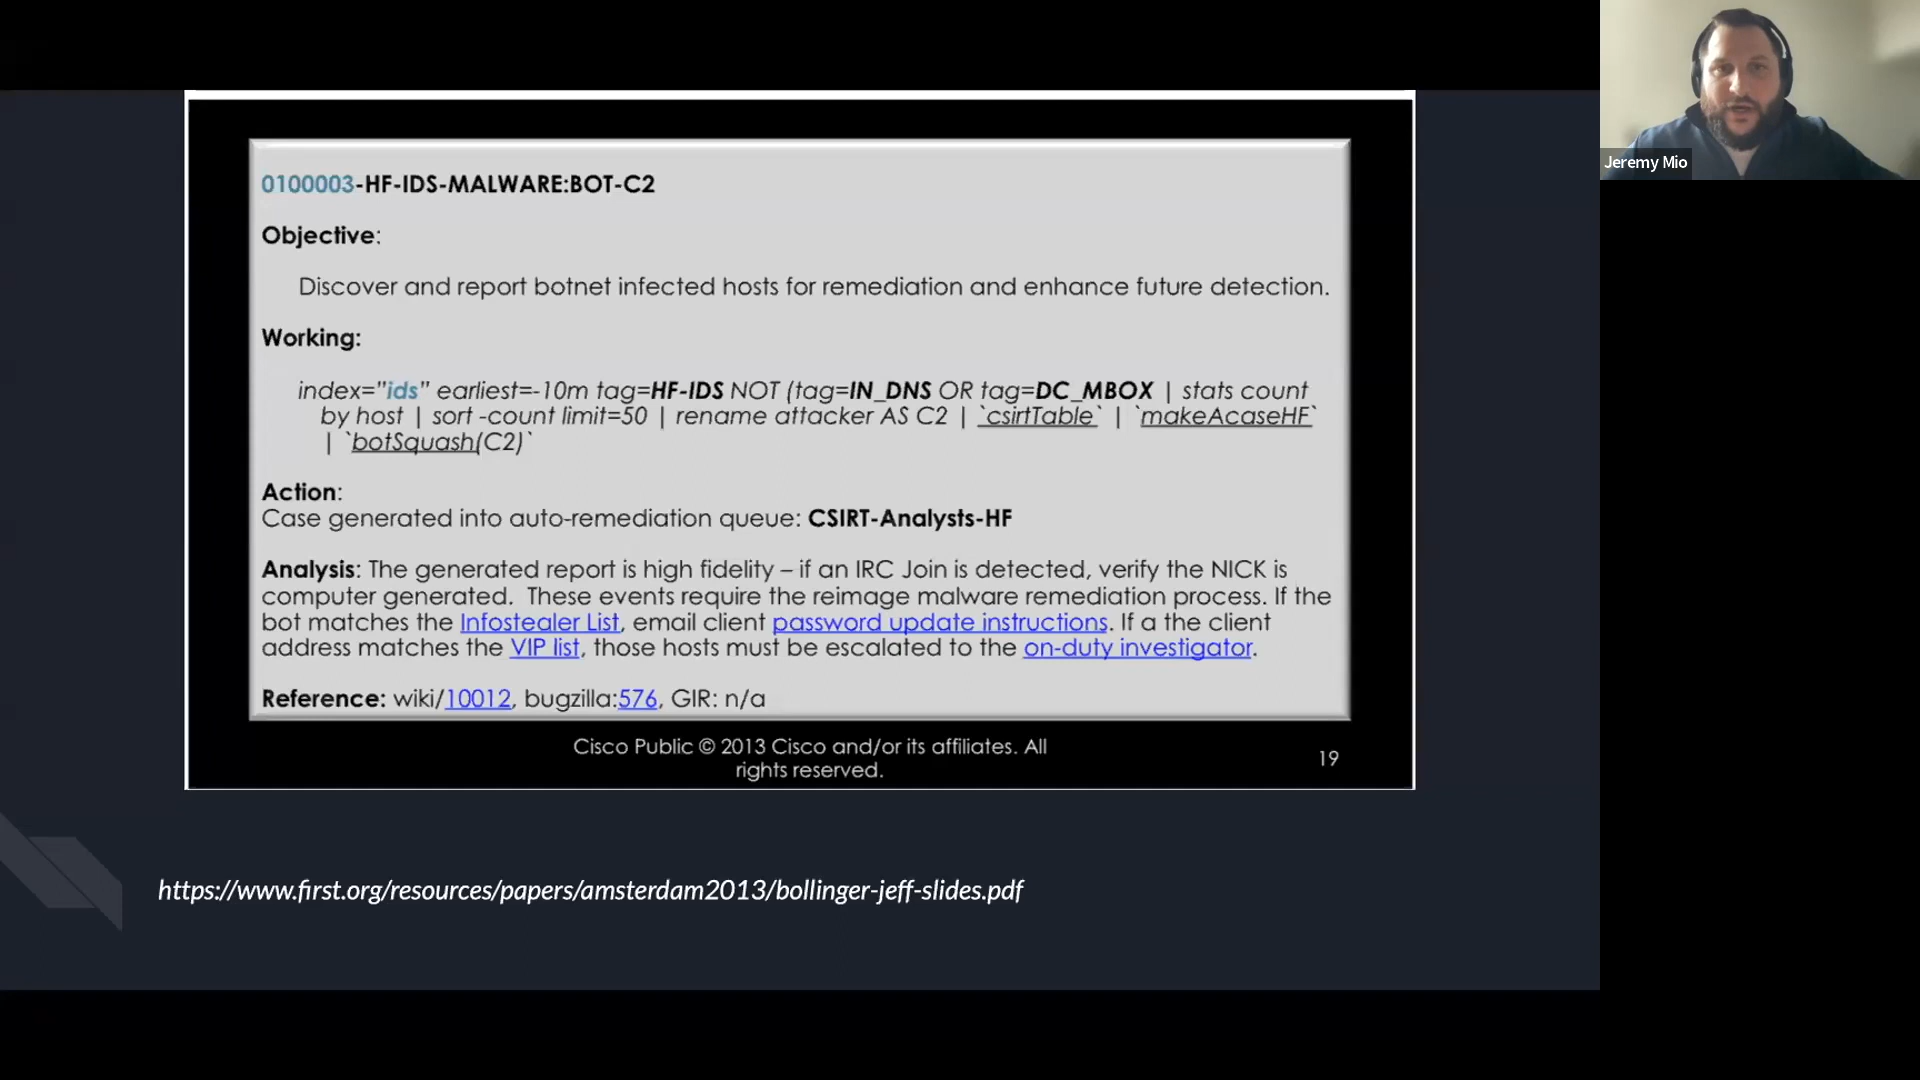 Jeremy Mio
0100003-HF-IDS-MALWARE:BOT-C2
Objective:
Discover and report botnet infected hosts for remediation and enhance future detection.
Working:
index="ids" earliest=-10m tag=HF-IDS NOT (tag=IN_DNS OR tag=DC_MBOX | stats count
by host | sort -count limit=50 | rename attacker AS C2 | `csirtTable` | `makeAcaseHF`
| `botSquash(C2)`
Action:
Case generated into auto-remediation queue: CSIRT-Analysts-HF
Analysis: The generated report is high fidelity – if an IRC Join is detected, verify the NICK is
computer generated.  These events require the reimage malware remediation process. If the
bot matches the Infostealer List, email client password update instructions. If a the client
address matches the VIP list, those hosts must be escalated to the on-duty investigator.
Reference: wiki/10012, bugzilla:576, GIR: n/a
Cisco Public © 2013 Cisco and/or its affiliates. All
rights reserved.
19
https://www.first.org/resources/papers/amsterdam2013/bollinger-jeff-slides.pdf